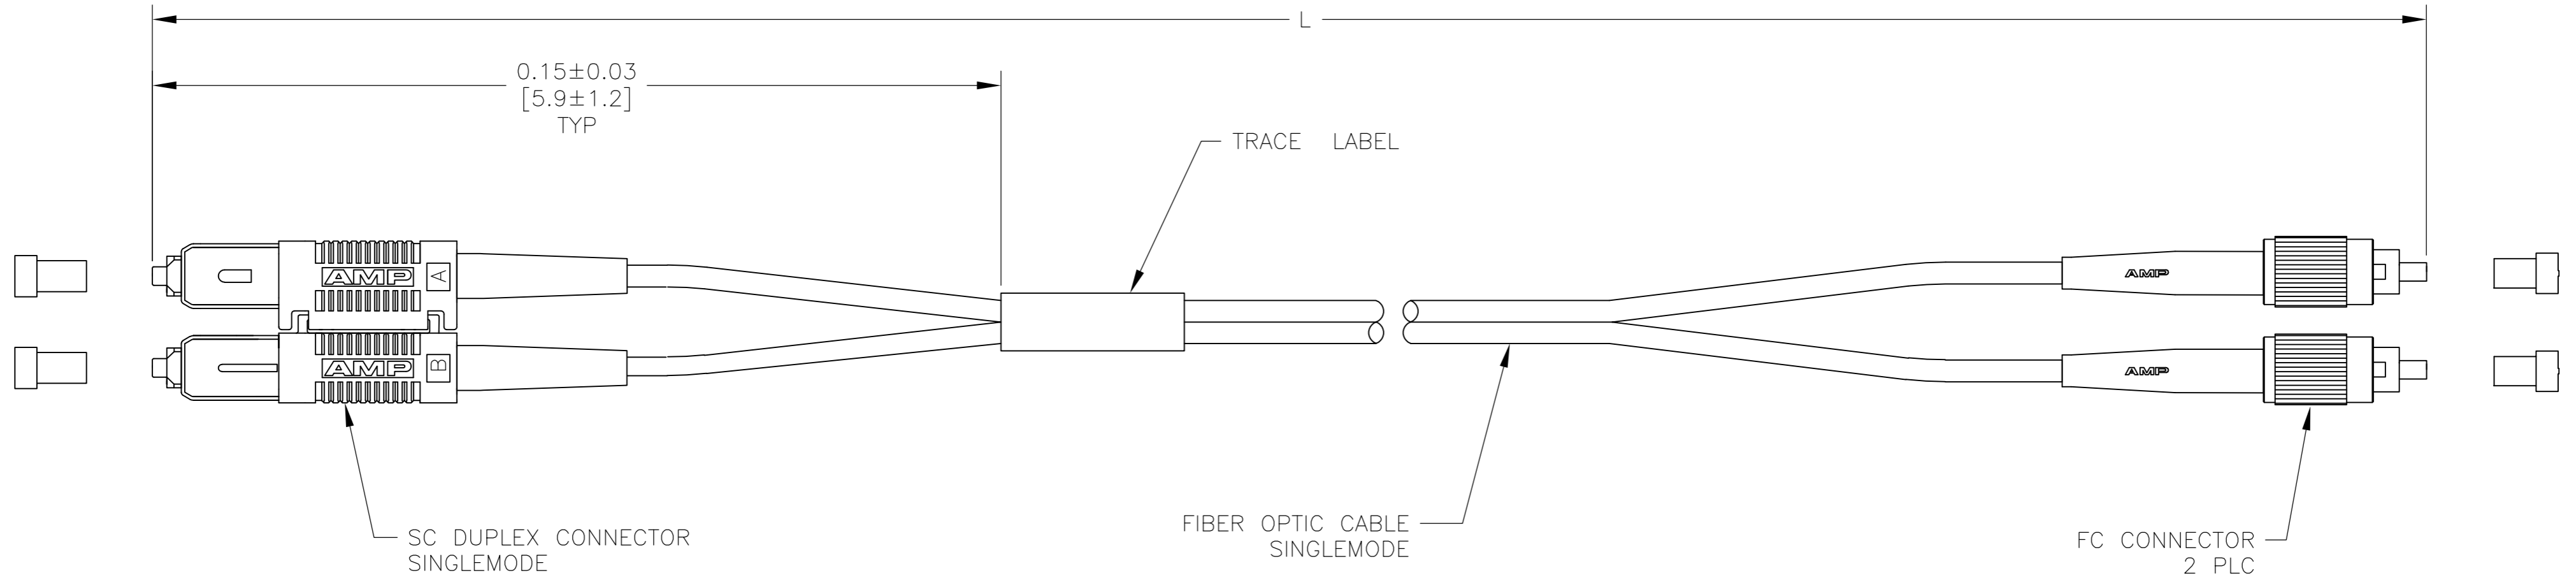 L
0.15±0.03
[5.9±1.2]
TYP
TRACE LABEL
AMP
A
AMP
B
AMP
AMP
SC DUPLEX CONNECTOR
SINGLEMODE
FIBER OPTIC CABLE
SINGLEMODE
FC CONNECTOR
2 PLC